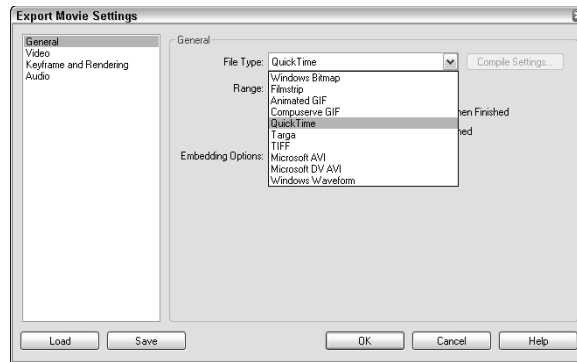 Export Movie Settings
General
Video
Keyframe and Rendering
Audio
General
File Type: QuickTime
Compile Settings...
Range:
Windows Bitmap
Filmstrip
Animated GIF
Compuserve GIF
QuickTime
Targa
TIFF
Microsoft AVI
Microsoft DV AVI
Windows Waveform
hen Finished
ned
Embedding Options:
Load
Save
OK
Cancel
Help